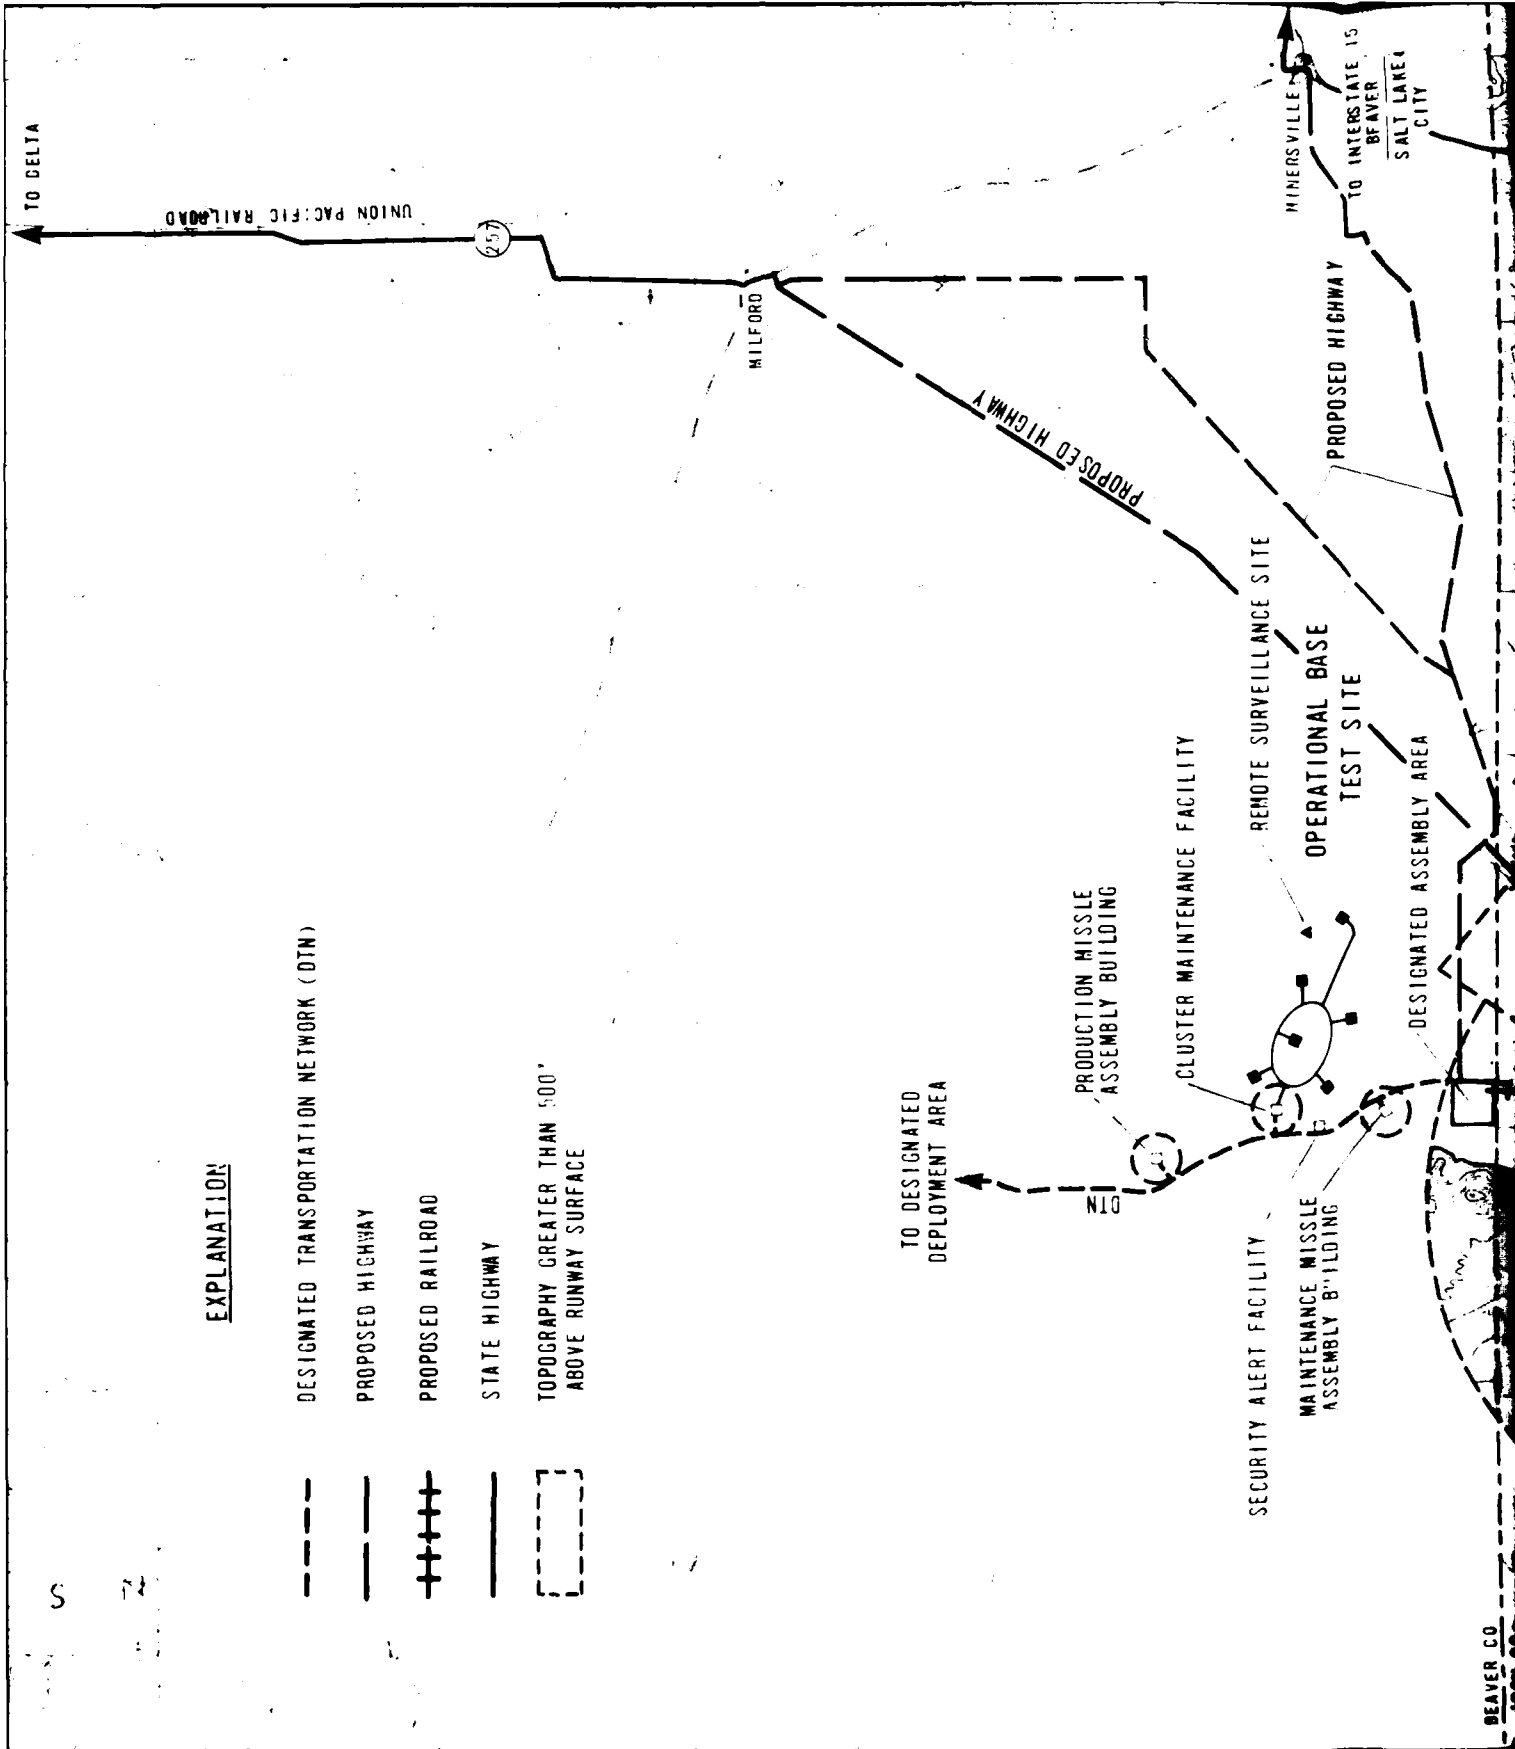 EXPLANATION
DESIGNATED TRANSPORTATION NETWORK (DTN)
PROPOSED HIGHWAY
PROPOSED RAILROAD
STATE HIGHWAY
TOPOGRAPHY GREATER THAN 500'
ABOVE RUNWAY SURFACE
TO DELTA
UNION PACIFIC RAILROAD
257
MILFORD
PROPOSED HIGHWAY
MINERSVILLE
TO INTERSTATE 15
BEAVER
SALT LAKE
CITY
PROPOSED HIGHWAY
REMOTE SURVEILLANCE SITE
OPERATIONAL BASE
TEST SITE
DESIGNATED ASSEMBLY AREA
CLUSTER MAINTENANCE FACILITY
PRODUCTION MISSLE
ASSEMBLY BUILDING
TO DESIGNATED
DEPLOYMENT AREA
DTN
SECURITY ALERT FACILITY
MAINTENANCE MISSLE
ASSEMBLY BUILDING
BEAVER CO